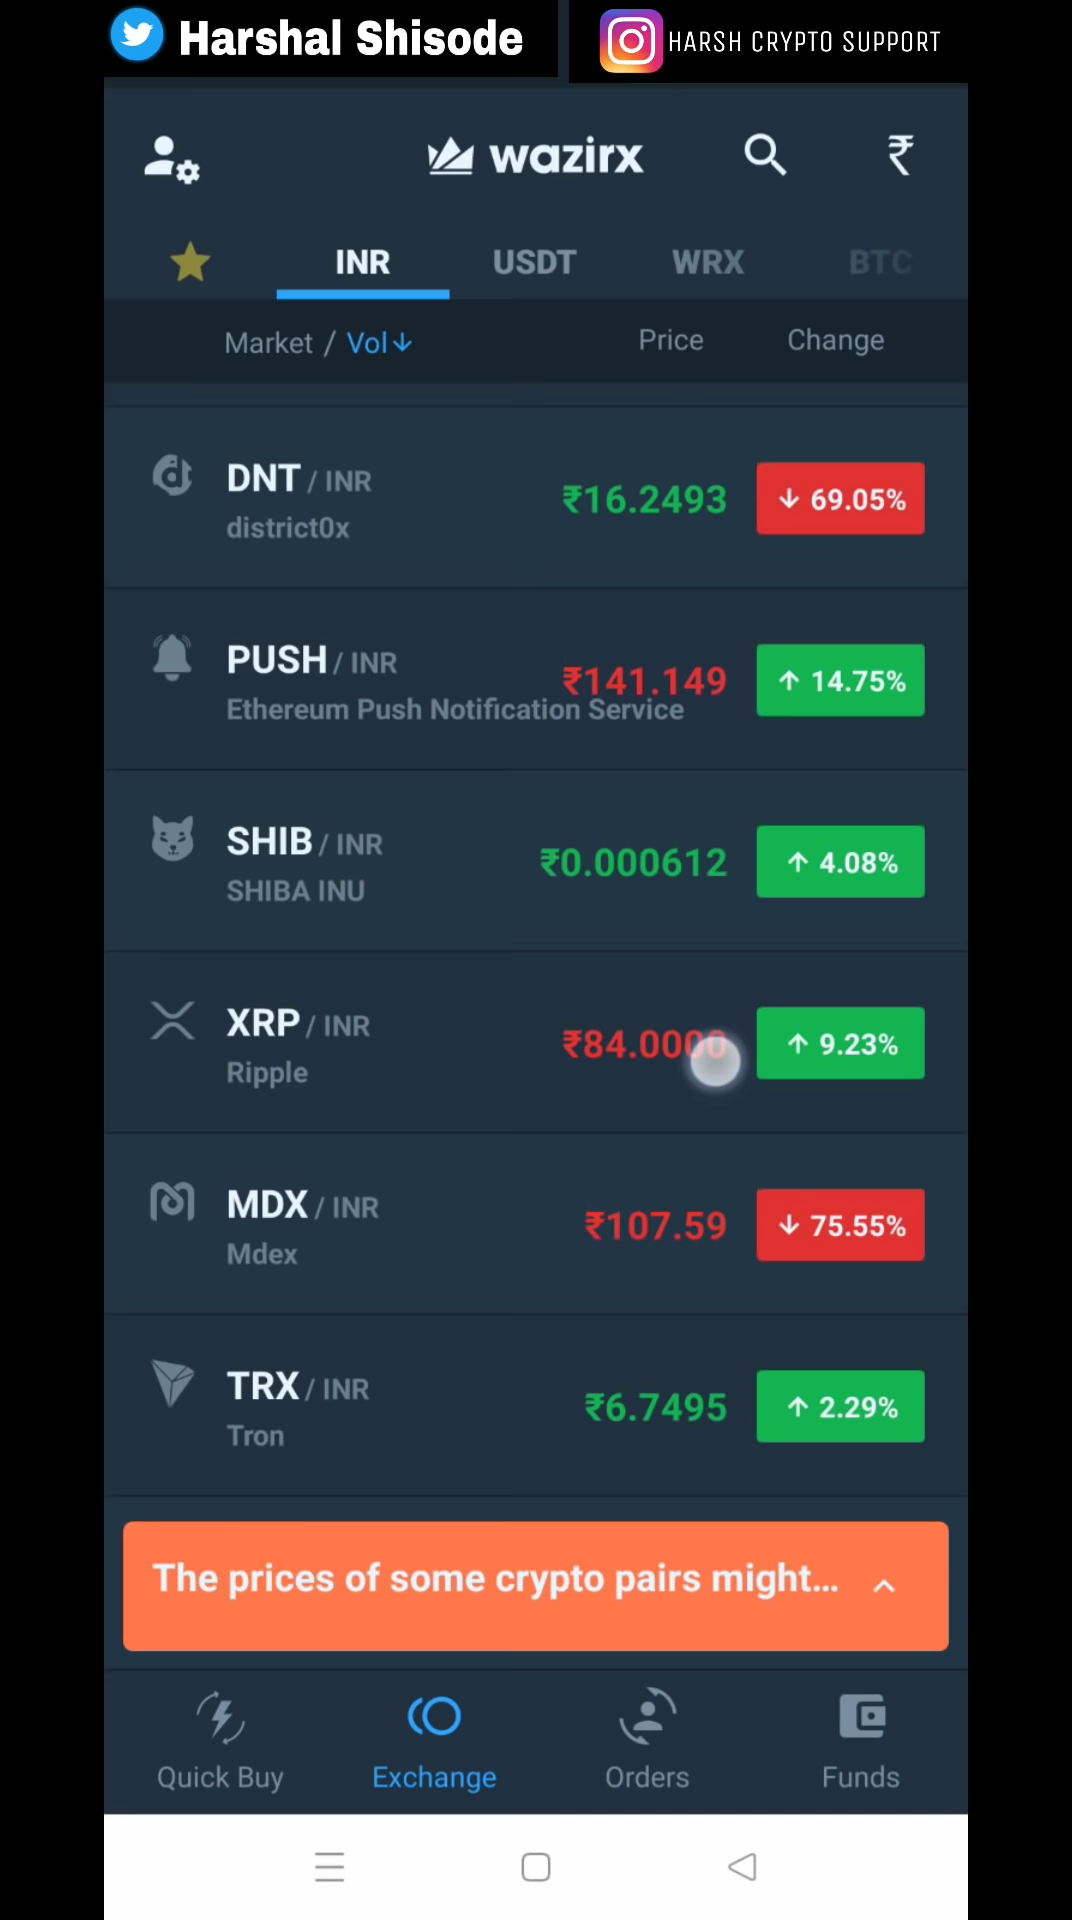 Harshal Shisode
HARSH CRYPTO SUPPORT
wazirx
₹
INR USDT WRX BTC
Market / Vol↓ Price Change
DNT / INR ₹16.2493 ↓ 69.05%
district0x
PUSH / INR ₹141.149 ↑ 14.75%
Ethereum Push Notification Service
SHIB / INR ₹0.000612 ↑ 4.08%
SHIBA INU
XRP / INR ₹84.0000 ↑ 9.23%
Ripple
MDX / INR ₹107.59 ↓ 75.55%
Mdex
TRX / INR ₹6.7495 ↑ 2.29%
Tron
The prices of some crypto pairs might...
Quick Buy Exchange Orders Funds